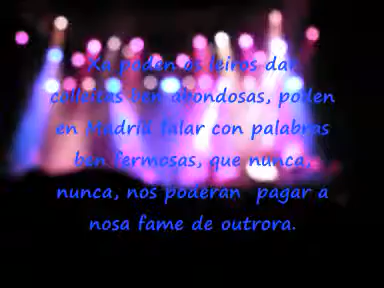 Xa poden os leiros dar
colleitas ben abondosas, poden
en Madrid falar con palabras
ben fermosas, que nunca,
nunca, nos poderán pagar a
nosa fame de outrora.